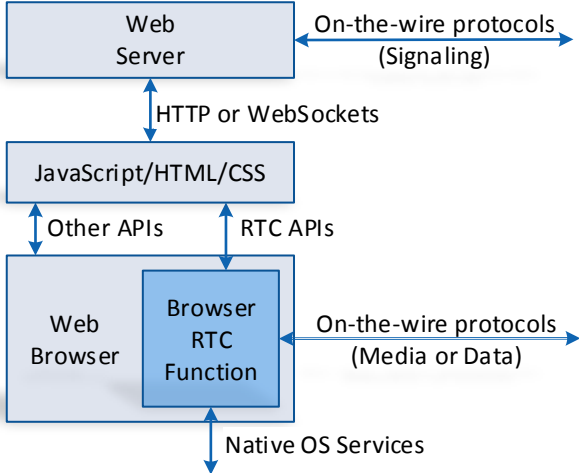 Web
Server
On-the-wire protocols
(Signaling)
HTTP or WebSockets
JavaScript/HTML/CSS
Other APIs
RTC APIs
Web
Browser
Browser
RTC
Function
On-the-wire protocols
(Media or Data)
Native OS Services